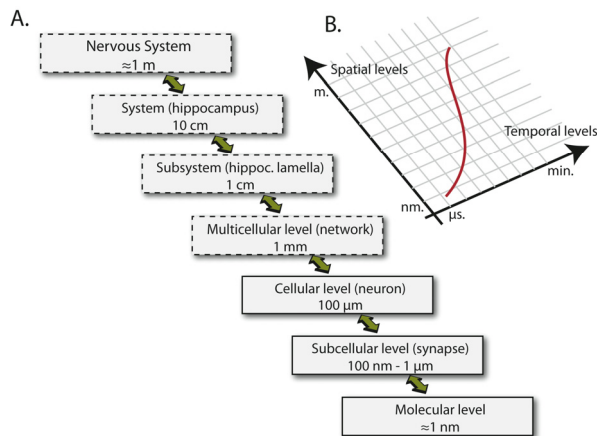 A.
Nervous System
≈1 m
System (hippocampus)
10 cm
Subsystem (hippoc. lamella)
1 cm
Multicellular level (network)
1 mm
Cellular level (neuron)
100 μm
Subcellular level (synapse)
100 nm - 1 μm
Molecular level
≈1 nm
B.
Spatial levels
m.
Temporal levels
min.
nm.
μs.